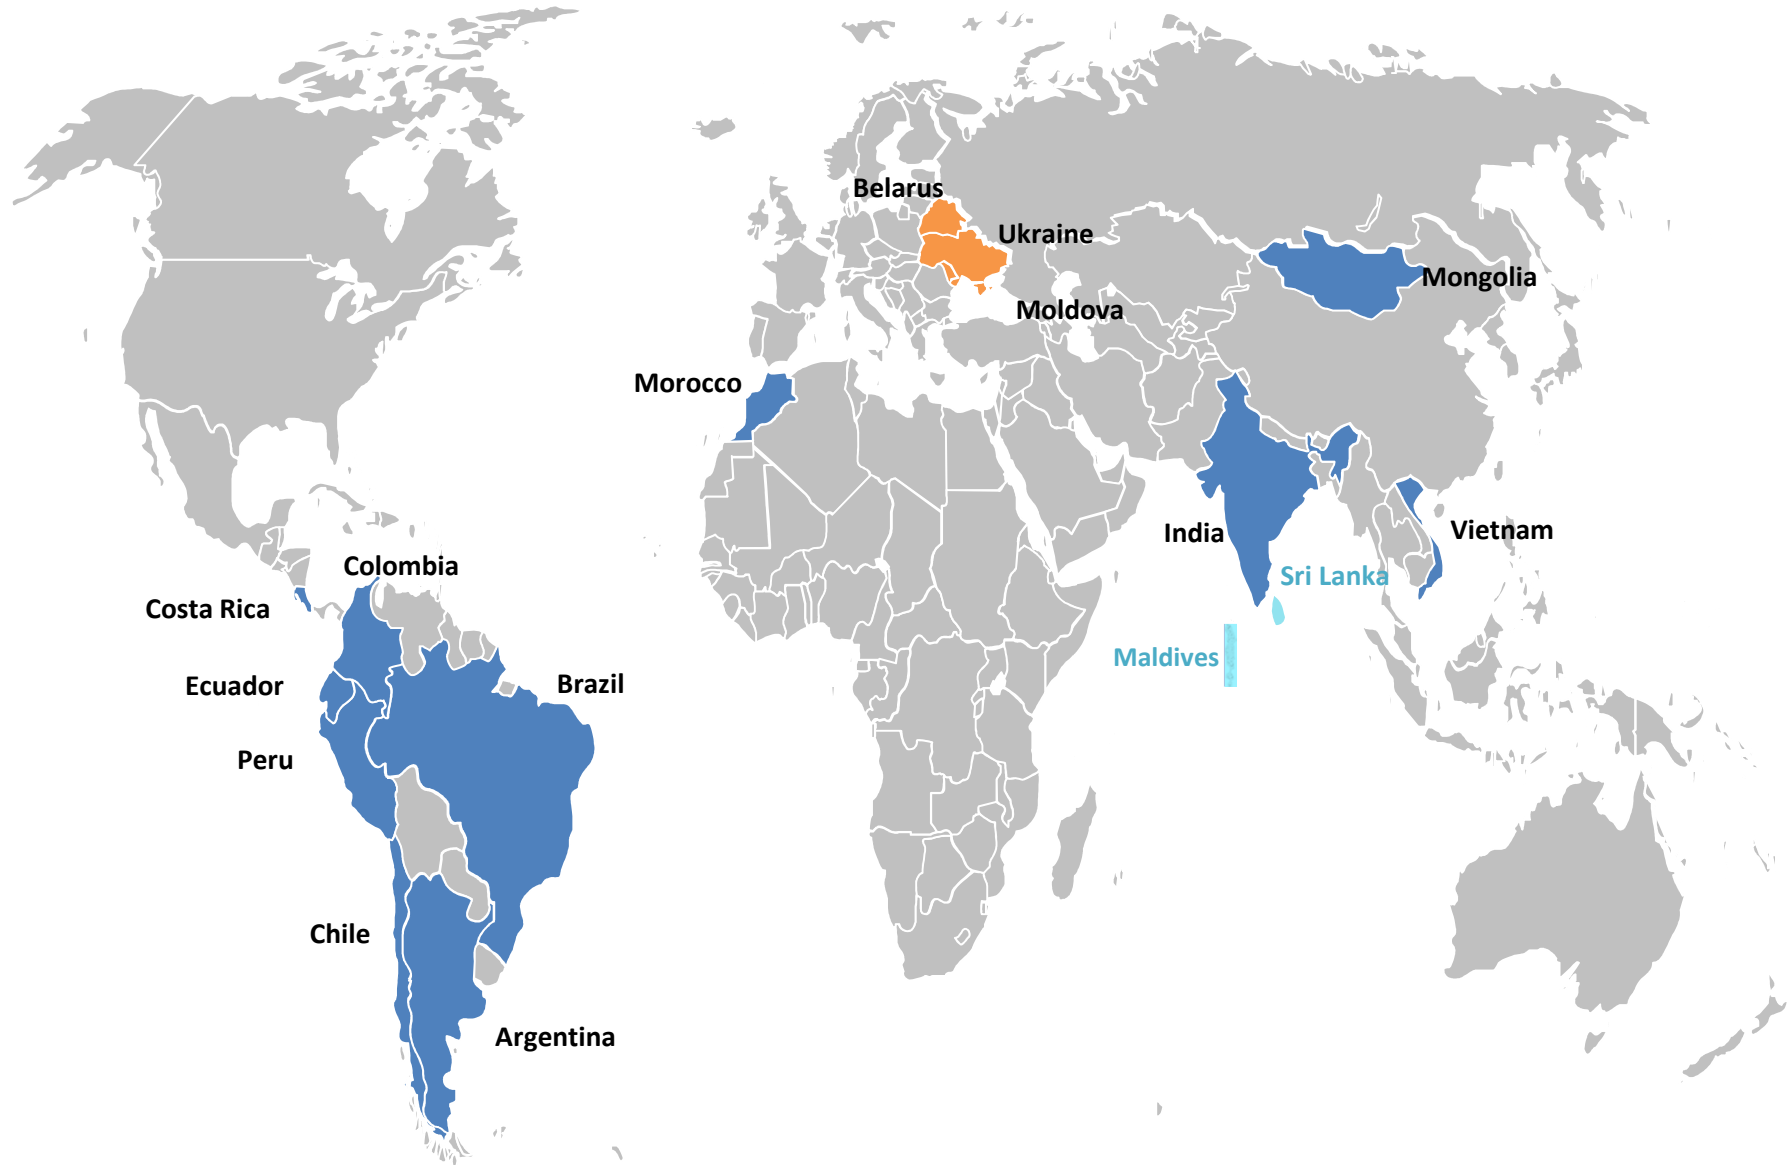 Belarus
Ukraine
Mongolia
Moldova
Morocco
India
Vietnam
Colombia
Sri Lanka
Costa Rica
Maldives
Ecuador
Brazil
Peru
Chile
Argentina